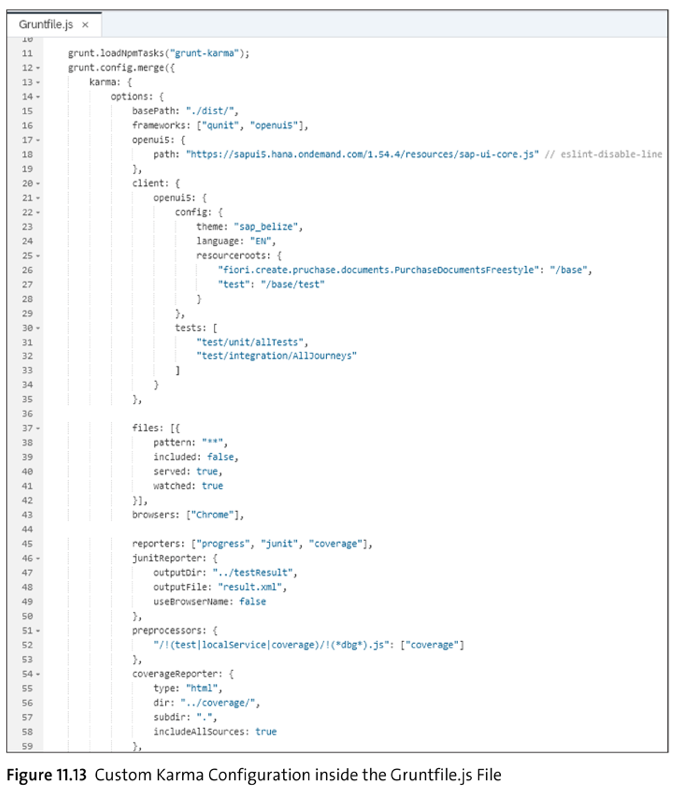 Gruntfile.js ×
10
11 grunt.loadNpmTasks("grunt-karma");
12 grunt.config.merge({
13 karma: {
14 options: {
15 basePath: "./dist/",
16 frameworks: ["qunit", "openui5"],
17 openui5: {
18 path: "https://sapui5.hana.ondemand.com/1.54.4/resources/sap-ui-core.js" // eslint-disable-line
19 },
20 client: {
21 openui5: {
22 config: {
23 theme: "sap_belize",
24 language: "EN",
25 resourceroots: {
26 "fiori.create.pruchase.documents.PurchaseDocumentsFreestyle": "/base",
27 "test": "/base/test"
28 }
29 },
30 tests: [
31 "test/unit/allTests",
32 "test/integration/AllJourneys"
33 ]
34 }
35 },
36
37 files: [{
38 pattern: "**",
39 included: false,
40 served: true,
41 watched: true
42 }],
43 browsers: ["Chrome"],
44
45 reporters: ["progress", "junit", "coverage"],
46 junitReporter: {
47 outputDir: "../testResult",
48 outputFile: "result.xml",
49 useBrowserName: false
50 },
51 preprocessors: {
52 "/!(test|localService|coverage)/!(*dbg*).js": ["coverage"]
53 },
54 coverageReporter: {
55 type: "html",
56 dir: "../coverage/",
57 subdir: ".",
58 includeAllSources: true
59 },
Figure 11.13 Custom Karma Configuration inside the Gruntfile.js File